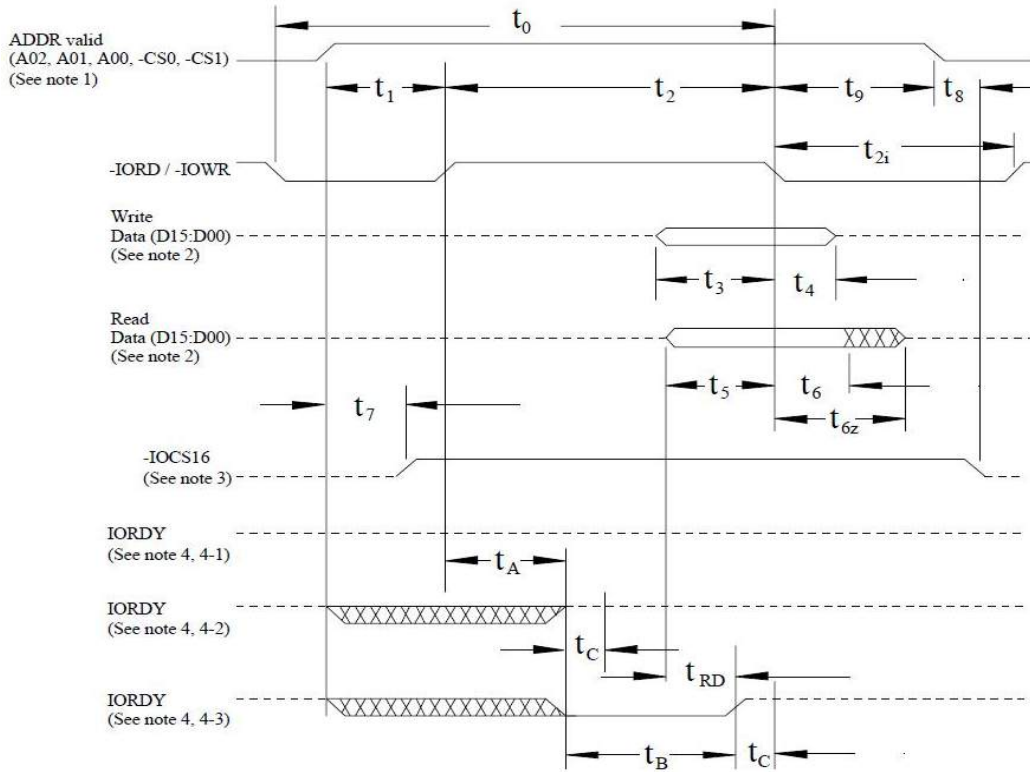 t0
ADDR valid
(A02, A01, A00, -CS0, -CS1)
(See note 1)
t1
t2
t9
t8
t2i
-IORD / -IOWR
Write
Data (D15:D00)
(See note 2)
t3
t4
Read
Data (D15:D00)
(See note 2)
t5
t6
t7
t6z
-IOCS16
(See note 3)
IORDY
(See note 4, 4-1)
tA
IORDY
(See note 4, 4-2)
tC
tRD
IORDY
(See note 4, 4-3)
tB
tC